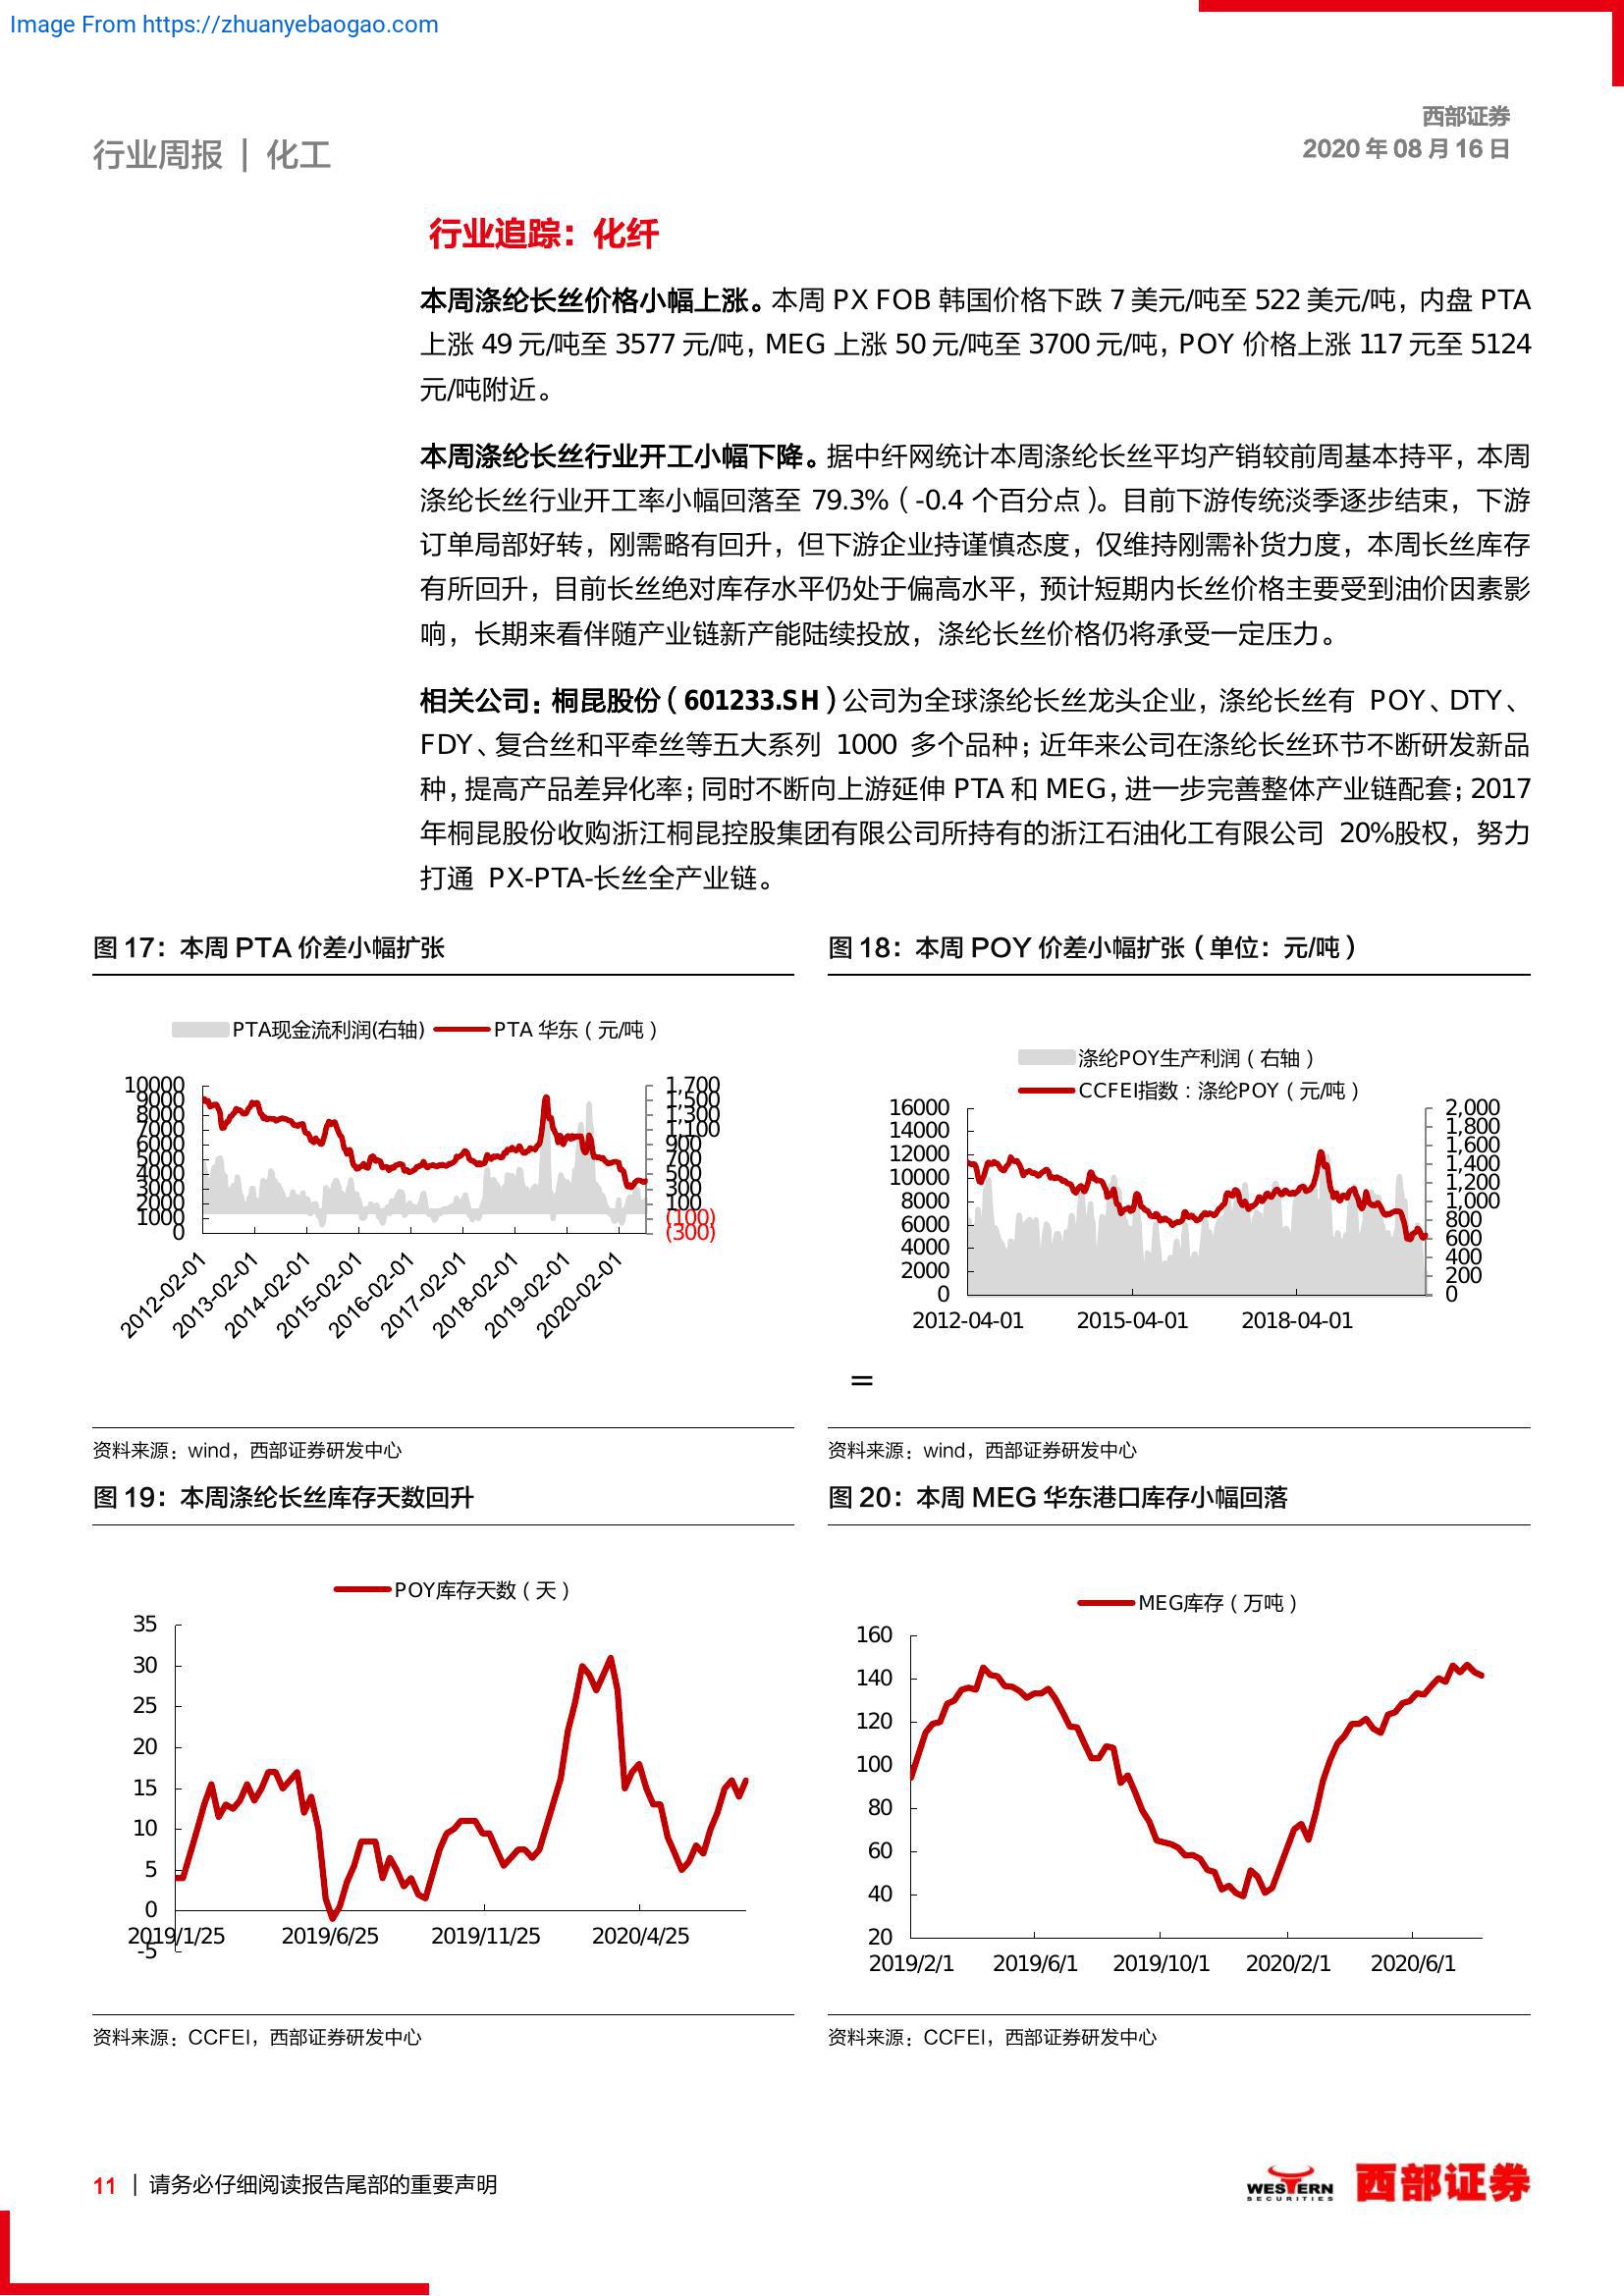 Image From https://zhuanyebaogao.com
西部证券
行业周报 | 化工
2020 年 08 月 16 日
行业追踪：化纤
本周涤纶长丝价格小幅上涨。本周 PX FOB 韩国价格下跌 7 美元/吨至 522 美元/吨，内盘 PTA
上涨 49 元/吨至 3577 元/吨，MEG 上涨 50 元/吨至 3700 元/吨，POY 价格上涨 117 元至 5124
元/吨附近。
本周涤纶长丝行业开工小幅下降。据中纤网统计本周涤纶长丝平均产销较前周基本持平，本周
涤纶长丝行业开工率小幅回落至 79.3%（-0.4 个百分点）。目前下游传统淡季逐步结束，下游
订单局部好转，刚需略有回升，但下游企业持谨慎态度，仅维持刚需补货力度，本周长丝库存
有所回升，目前长丝绝对库存水平仍处于偏高水平，预计短期内长丝价格主要受到油价因素影
响，长期来看伴随产业链新产能陆续投放，涤纶长丝价格仍将承受一定压力。
相关公司：桐昆股份（601233.SH）公司为全球涤纶长丝龙头企业，涤纶长丝有 POY、DTY、
FDY、复合丝和平牵丝等五大系列 1000 多个品种；近年来公司在涤纶长丝环节不断研发新品
种，提高产品差异化率；同时不断向上游延伸 PTA 和 MEG，进一步完善整体产业链配套；2017
年桐昆股份收购浙江桐昆控股集团有限公司所持有的浙江石油化工有限公司 20%股权，努力
打通 PX-PTA-长丝全产业链。
图 17：本周 PTA 价差小幅扩张
PTA现金流利润(右轴) PTA 华东（元/吨）
10000
9000
8000
7000
6000
5000
4000
3000
2000
1000
0
1,700
1,500
1,300
1,100
900
700
500
300
100
(100)
(300)
2012-02-01 2013-02-01 2014-02-01 2015-02-01 2016-02-01 2017-02-01 2018-02-01 2019-02-01 2020-02-01
资料来源：wind，西部证券研发中心
图 18：本周 POY 价差小幅扩张（单位：元/吨）
涤纶POY生产利润（右轴）
CCFEI指数：涤纶POY（元/吨）
16000
14000
12000
10000
8000
6000
4000
2000
0
2,000
1,800
1,600
1,400
1,200
1,000
800
600
400
200
0
2012-04-01 2015-04-01 2018-04-01
=
资料来源：wind，西部证券研发中心
图 19：本周涤纶长丝库存天数回升
POY库存天数（天）
35
30
25
20
15
10
5
0
-5
2019/1/25 2019/6/25 2019/11/25 2020/4/25
资料来源：CCFEI，西部证券研发中心
图 20：本周 MEG 华东港口库存小幅回落
MEG库存（万吨）
160
140
120
100
80
60
40
20
2019/2/1 2019/6/1 2019/10/1 2020/2/1 2020/6/1
资料来源：CCFEI，西部证券研发中心
11 | 请务必仔细阅读报告尾部的重要声明
WESTERN
SECURITIES
西部证券